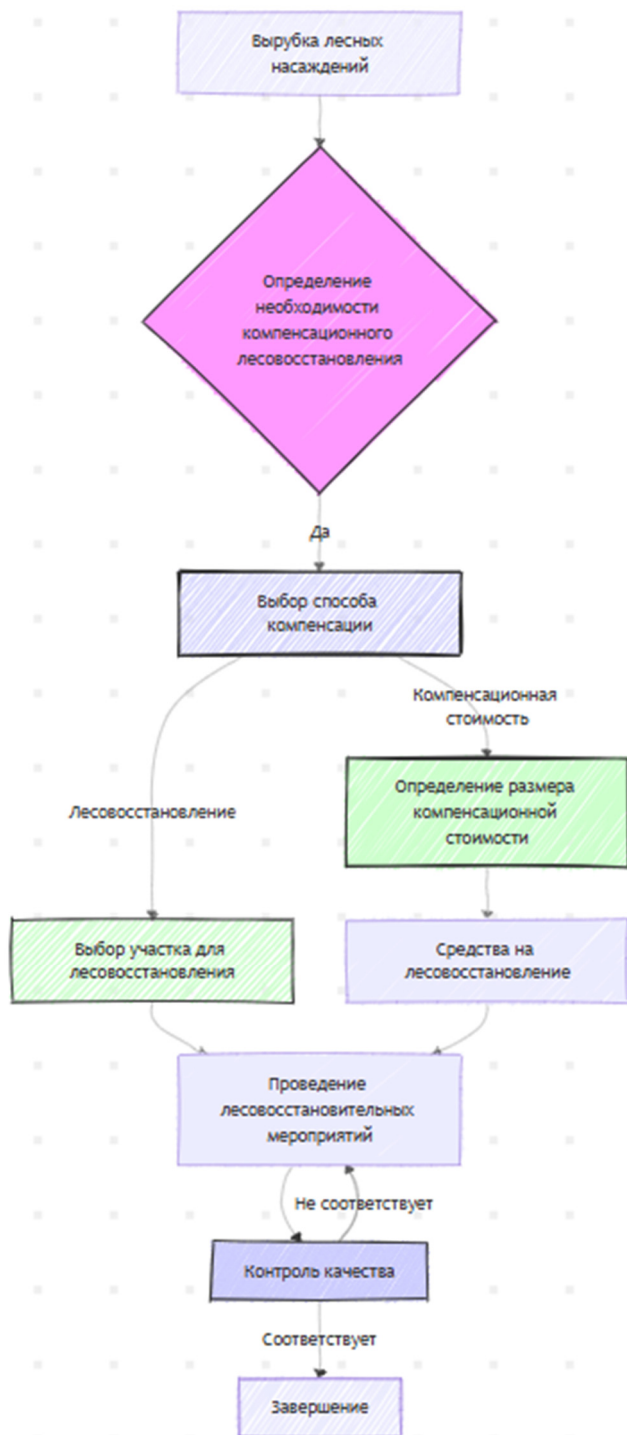 Вырубка лесных
насаждений
Определение
необходимости
компенсационного
лесовосстановления
Да
Выбор способа
компенсации
Компенсационная
стоимость
Определение размера
компенсационной
стоимости
Лесовосстановление
Выбор участка для
лесовосстановления
Средства на
лесовосстановление
Проведение
лесовосстановительных
мероприятий
Не соответствует
Контроль качества
Соответствует
Завершение